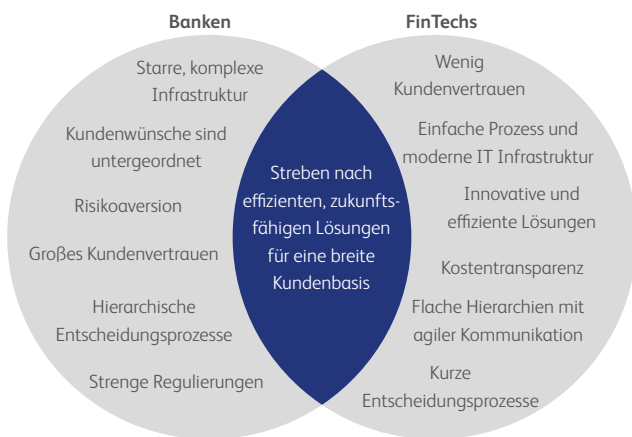 Banken
Starre, komplexe
Infrastruktur
Kundenwünsche sind
untergeordnet
Risikoaversion
Großes Kundenvertrauen
Hierarchische
Entscheidungsprozesse
Strenge Regulierungen
Streben nach
effizienten, zukunfts-
fähigen Lösungen
für eine breite
Kundenbasis
FinTechs
Wenig
Kundenvertrauen
Einfache Prozess und
moderne IT Infrastruktur
Innovative und
effiziente Lösungen
Kostentransparenz
Flache Hierarchien mit
agiler Kommunikation
Kurze
Entscheidungsprozesse